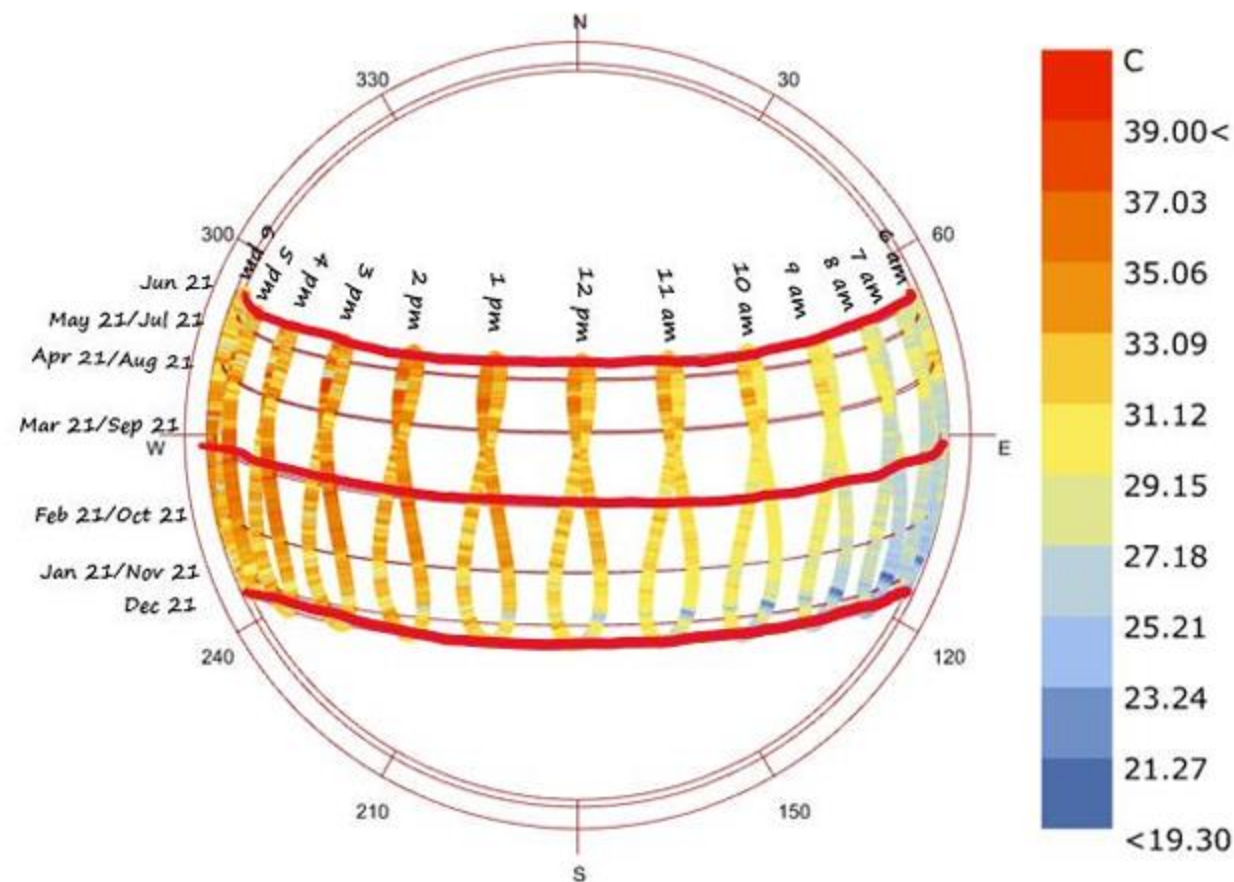 N
330
30
300
60
Jun 21
May 21/Jul 21
Apr 21/Aug 21
Mar 21/Sep 21
W
E
Feb 21/Oct 21
Jan 21/Nov 21
Dec 21
240
120
210
150
S
6 pm
5 pm
4 pm
3 pm
2 pm
1 pm
12 pm
11 am
10 am
9 am
8 am
7 am
6 am
C
39.00<
37.03
35.06
33.09
31.12
29.15
27.18
25.21
23.24
21.27
<19.30